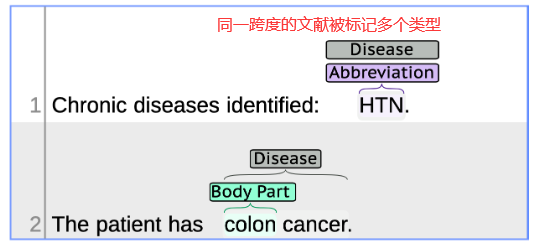 同一跨度的文献被标记多个类型
Disease
Abbreviation
1 Chronic diseases identified: HTN.
Disease
Body Part
2 The patient has colon cancer.